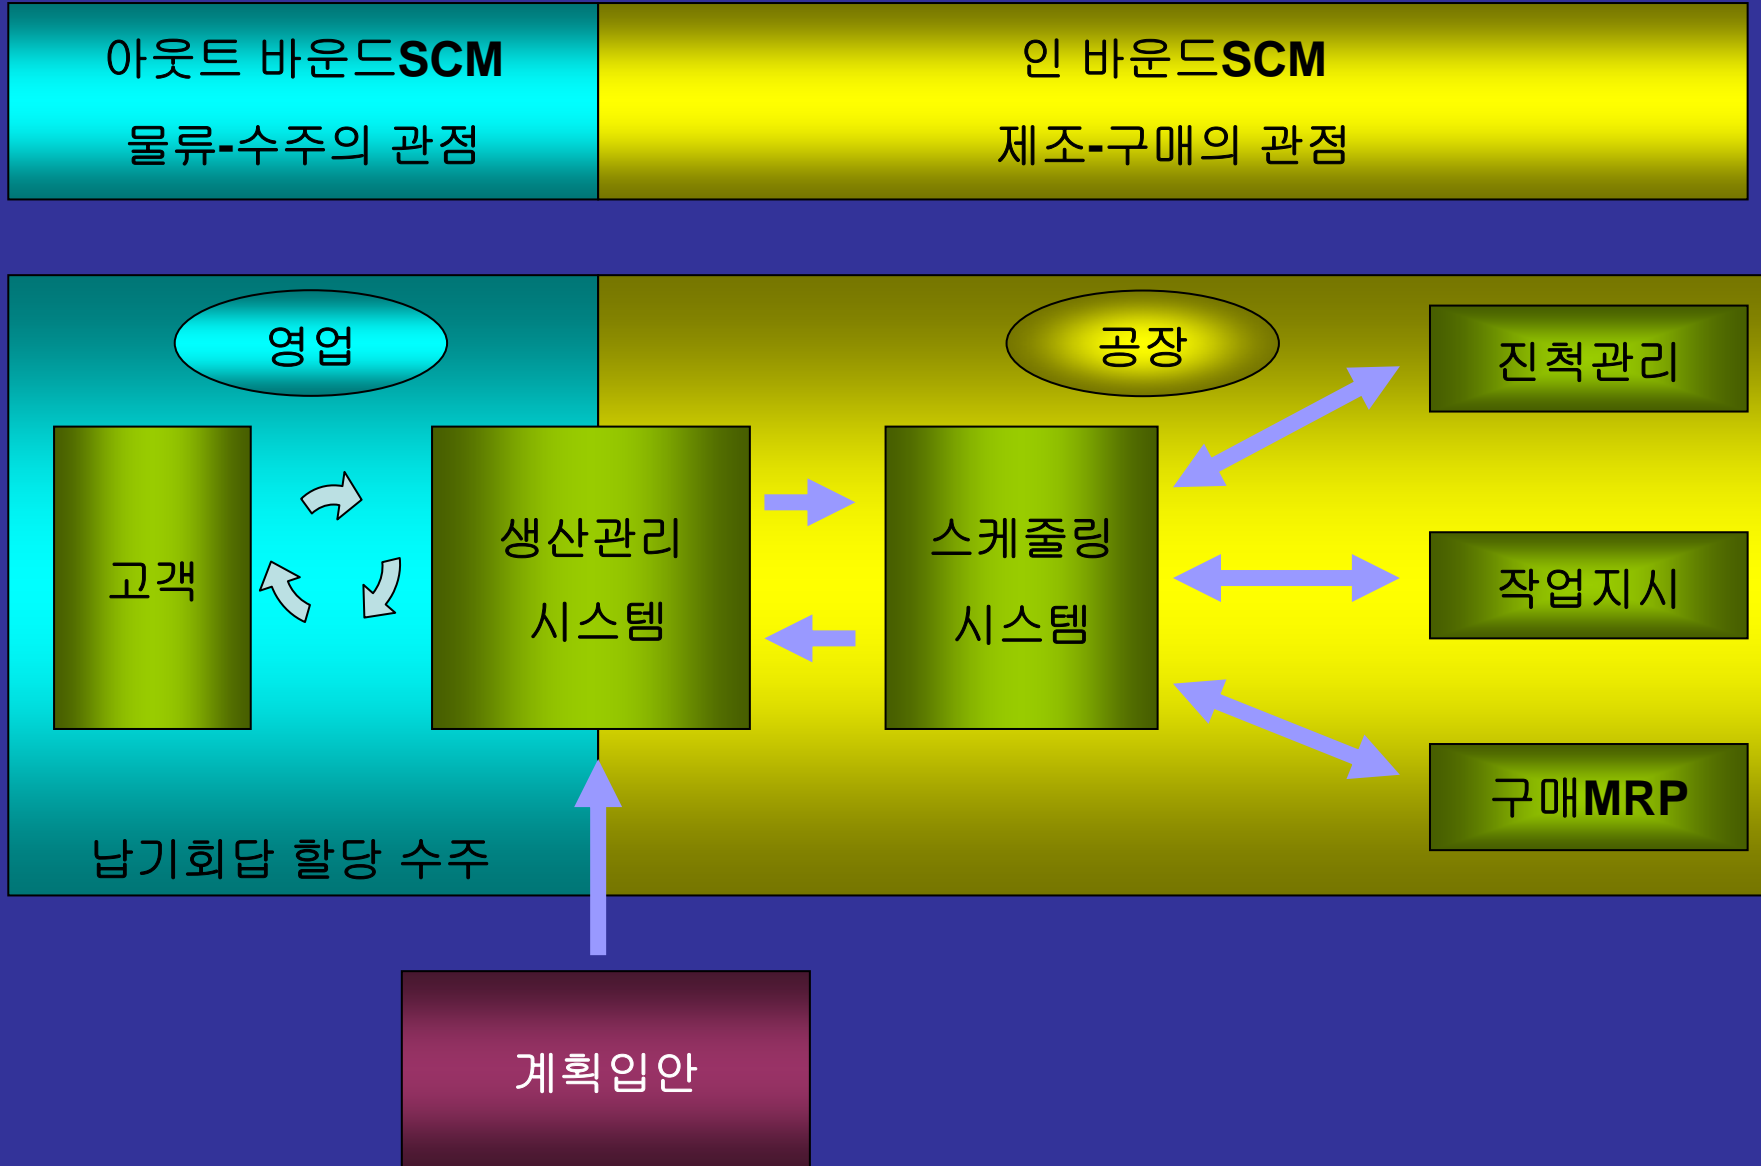 아웃트 바운드SCM
물류-수주의 관점
인 바운드SCM
제조-구매의 관점
영업
공장
고객
생산관리
시스템
스케줄링
시스템
진척관리
작업지시
구매MRP
납기회답 할당 수주
계획입안